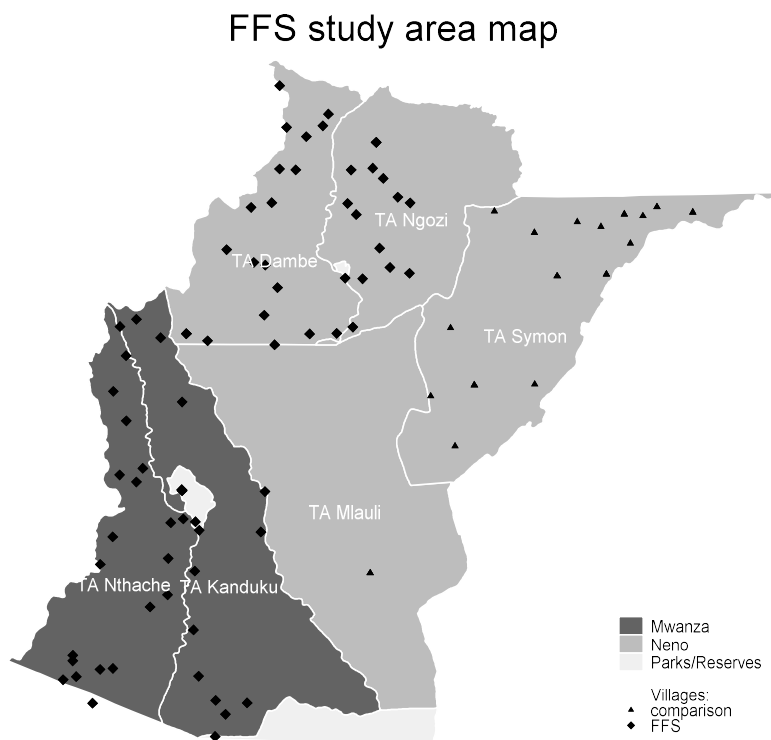 FFS study area map
TA Ngozi
TA Dambe
TA Symon
TA Mlauli
TA Nthache
TA Kanduku
Mwanza
Neno
Parks/Reserves
Villages:
comparison
FFS